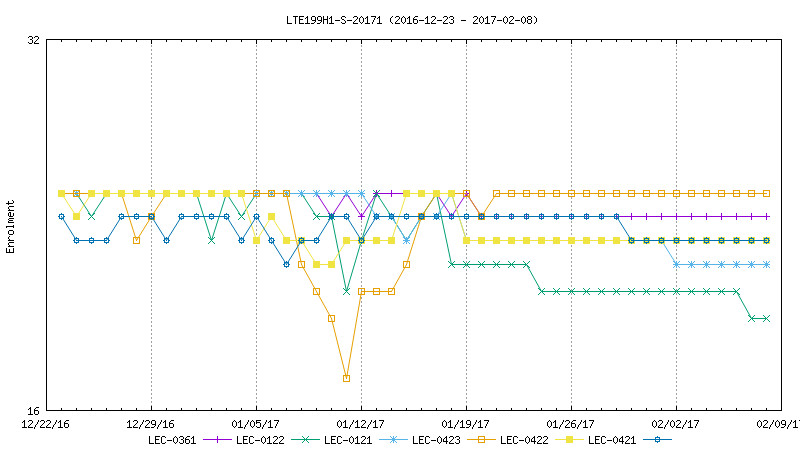 LTE199H1-S-20171 (2016-12-23 - 2017-02-08)
32
Enrolment
16
12/22/16 12/29/16 01/05/17 01/12/17 01/19/17 01/26/17 02/02/17 02/09/1
LEC-0361 LEC-0122 LEC-0121 LEC-0423 LEC-0422 LEC-0421